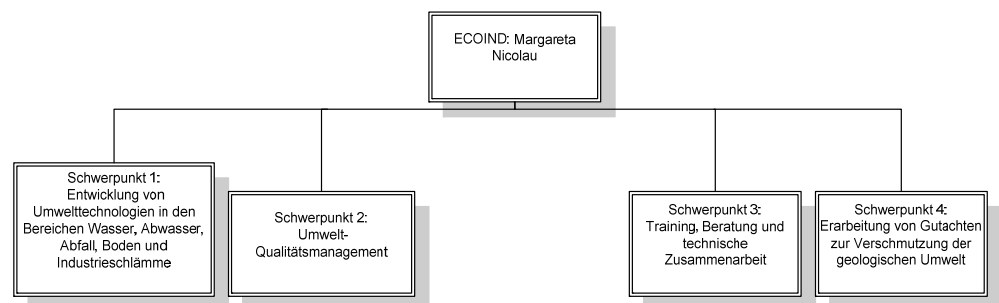 ECOIND: Margareta
Nicolau
Schwerpunkt 1:
Entwicklung von
Umwelttechnologien in den
Bereichen Wasser, Abwasser,
Abfall, Boden und
Industrieschlämme
Schwerpunkt 2:
Umwelt-
Qualitätsmanagement
Schwerpunkt 3:
Training, Beratung und
technische
Zusammenarbeit
Schwerpunkt 4:
Erarbeitung von Gutachten
zur Verschmutzung der
geologischen Umwelt